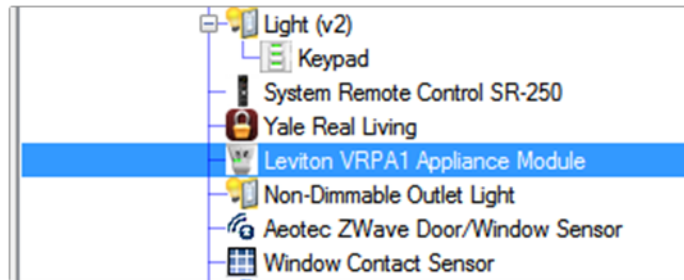 Light (v2)
Keypad
System Remote Control SR-250
Yale Real Living
Leviton VRPA1 Appliance Module
Non-Dimmable Outlet Light
Aeotec ZWave Door/Window Sensor
Window Contact Sensor